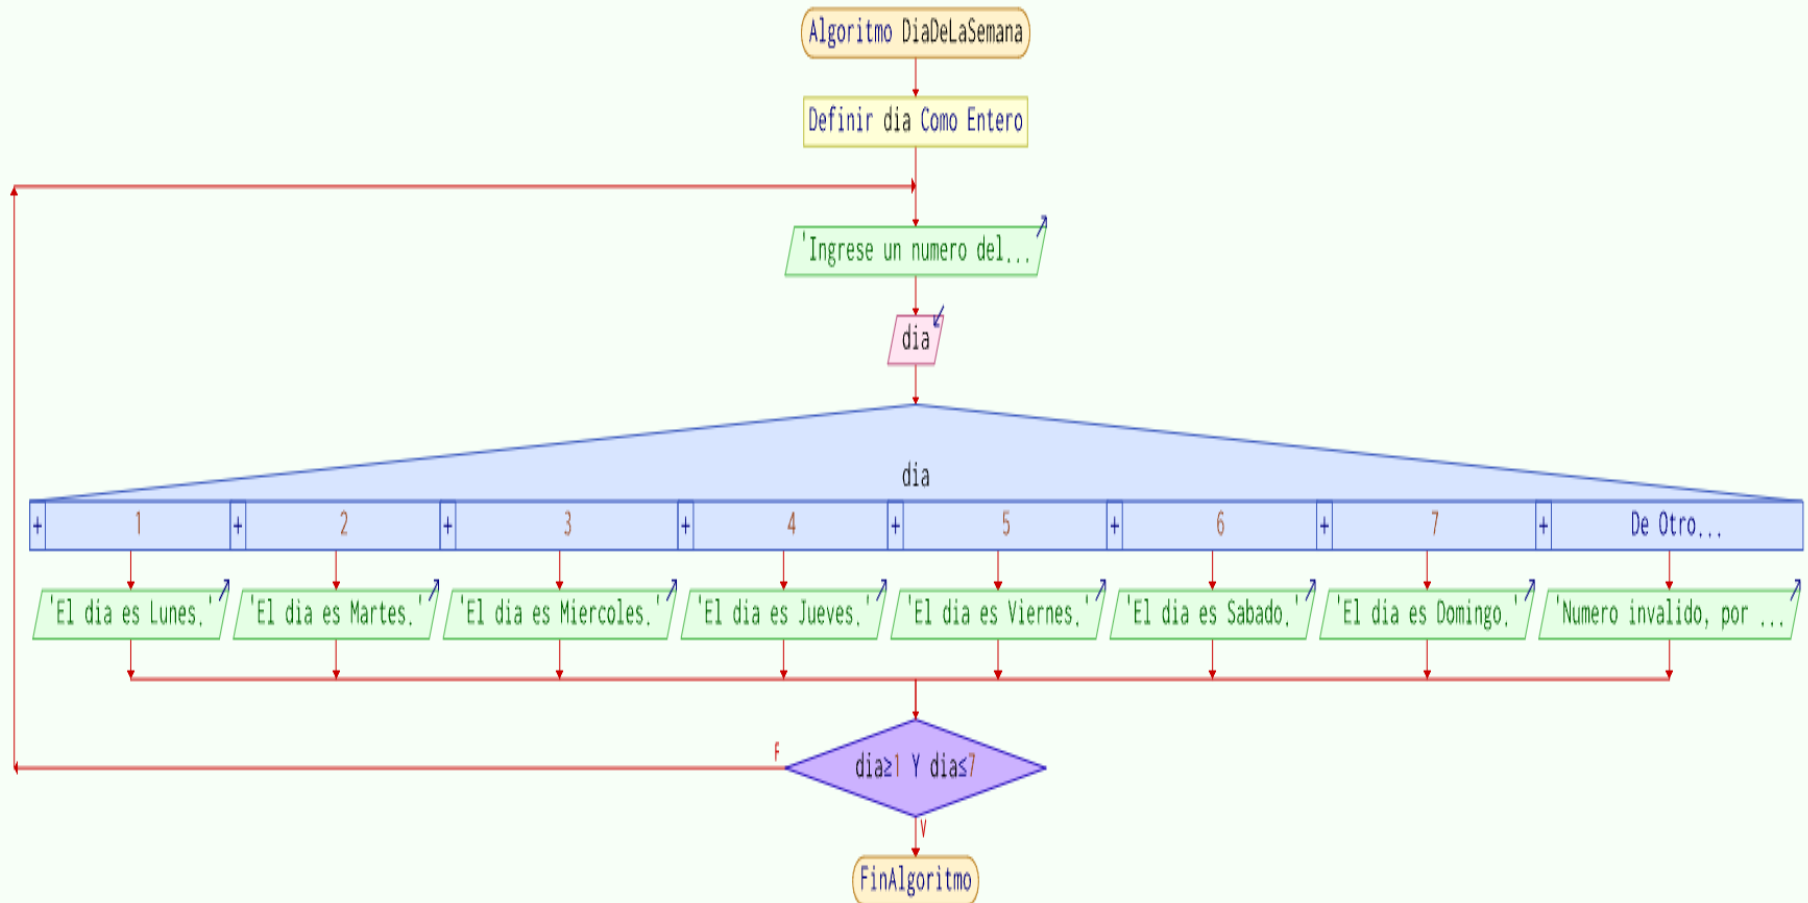 Algoritmo DiaDeLaSemana
Definir dia Como Entero
'Ingrese un numero del...
dia
dia
+ 1 + 2 + 3 + 4 + 5 + 6 + 7 + De Otro...
'El dia es Lunes.' 'El dia es Martes.' 'El dia es Miercoles.' 'El dia es Jueves.' 'El dia es Viernes.' 'El dia es Sabado.' 'El dia es Domingo.' 'Numero invalido, por ...
F
dia≥1 Y dia≤7
V
FinAlgoritmo